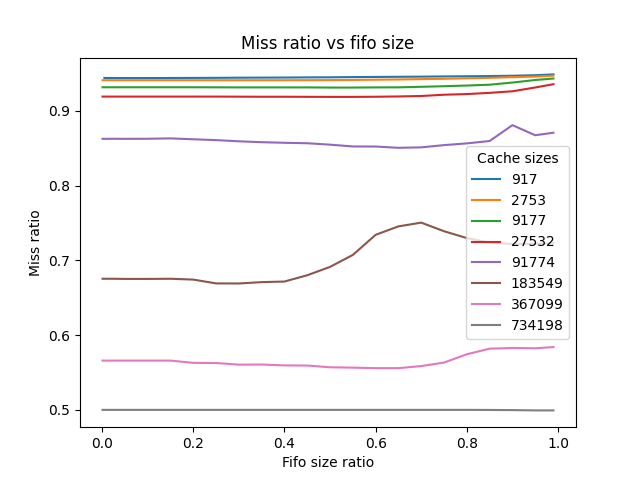 Miss ratio vs fifo size
Miss ratio
0.9
0.8
0.7
0.6
0.5
Cache sizes
917
2753
9177
27532
91774
183549
367099
734198
0.0 0.2 0.4 0.6 0.8 1.0
Fifo size ratio